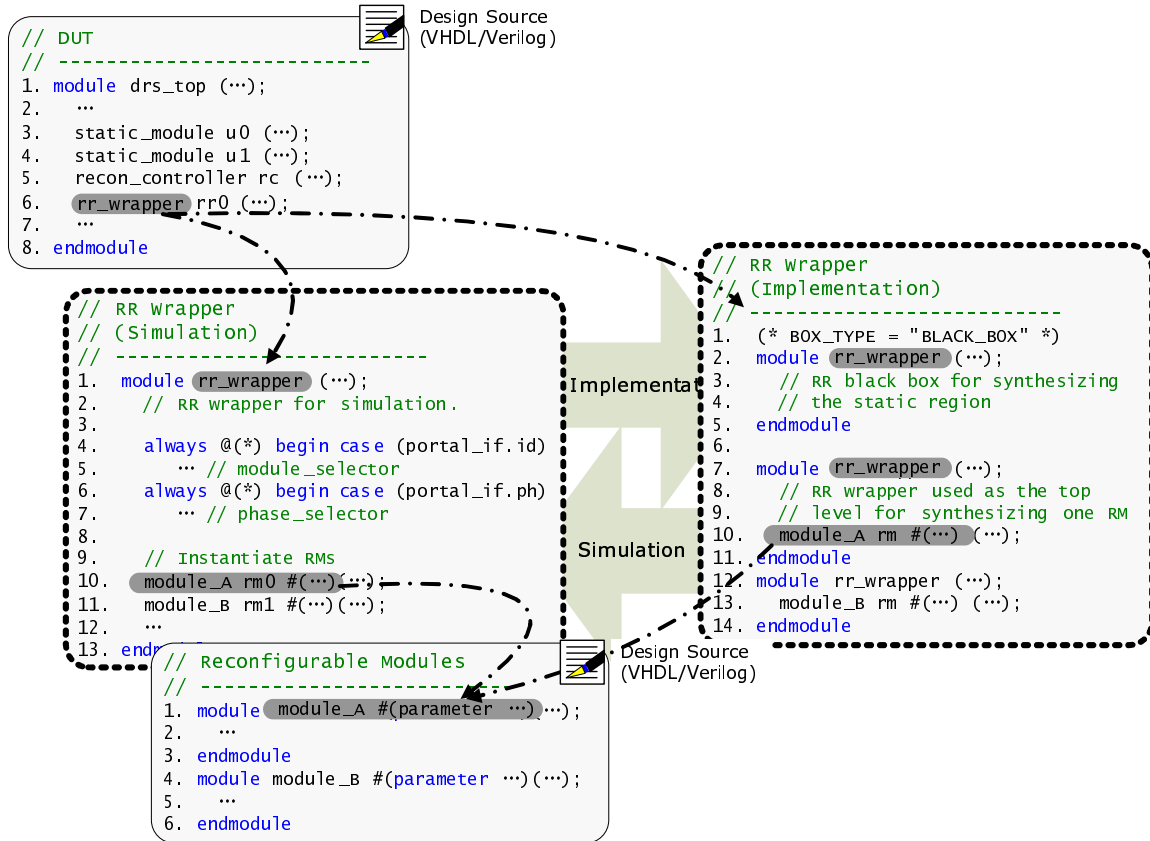 Design Source
(VHDL/Verilog)
// DUT
// ---------------------------
1. module drs_top (…);
2. …
3. static_module u0 (…);
4. static_module u1 (…);
5. recon_controller rc (…);
6. rr_wrapper rr0 (…);
7. …
8. endmodule
// RR Wrapper
// (Simulation)
// ---------------------------
1. module rr_wrapper (…);
2. // RR wrapper for simulation.
3.
4. always @(*) begin case (portal_if.id)
5. … // module_selector
6. always @(*) begin case (portal_if.ph)
7. … // phase_selector
8.
9. // Instantiate RMs
10. module_A rm0 #(…)(…);
11. module_B rm1 #(…)(…);
12. …
13.
Implementat
Simulation
// RR Wrapper
// (Implementation)
// ---------------------------
1. (* BOX_TYPE = "BLACK_BOX" *)
2. module rr_wrapper (…);
3. // RR black box for synthesizing
4. // the static region
5. endmodule
6.
7. module rr_wrapper (…);
8. // RR wrapper used as the top
9. // level for synthesizing one RM
10. module_A rm #(…) (…);
11. endmodule
12. module rr_wrapper (…);
13. module_B rm #(…) (…);
14. endmodule
Design Source
(VHDL/Verilog)
// Reconfigurable Modules
// ---------------------------
1. module module_A #(parameter …)(…);
2. …
3. endmodule
4. module module_B #(parameter …)(…);
5. …
6. endmodule